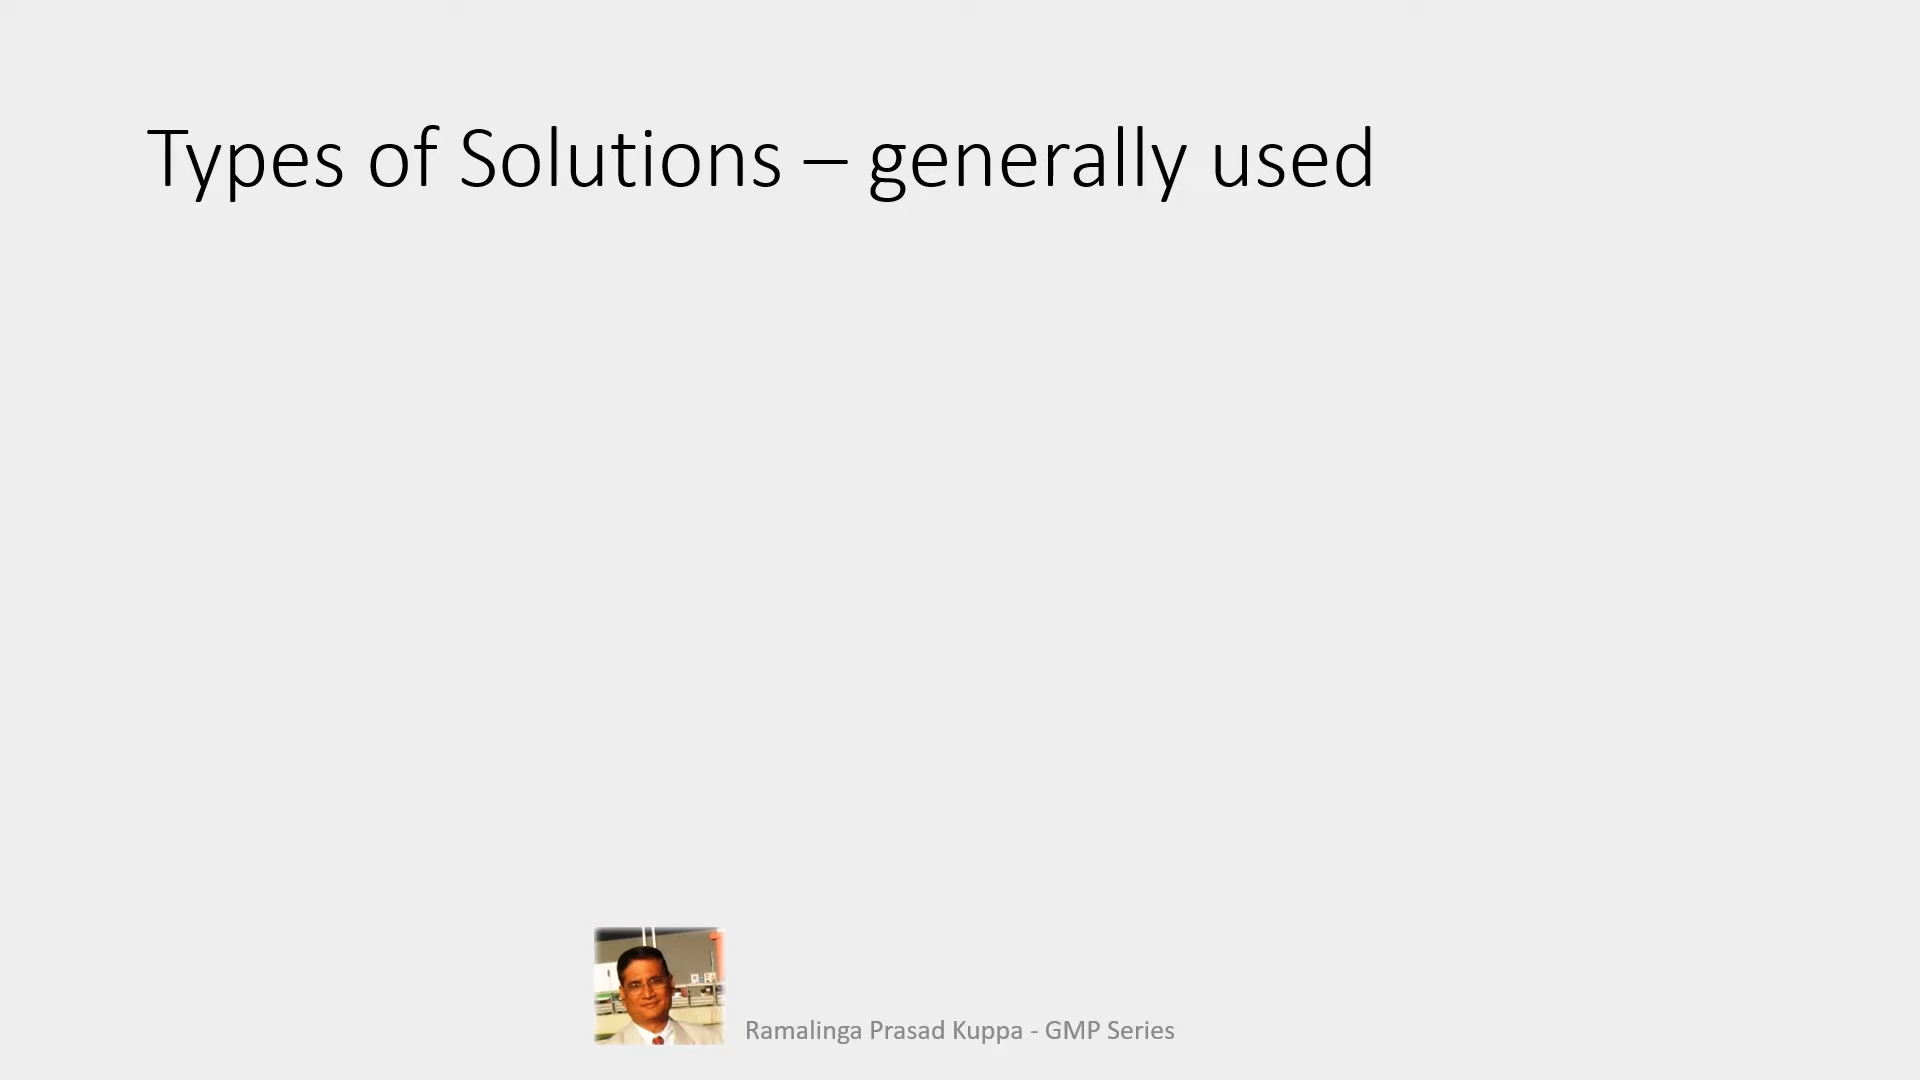 Types of Solutions – generally used
Ramalinga Prasad Kuppa - GMP Series